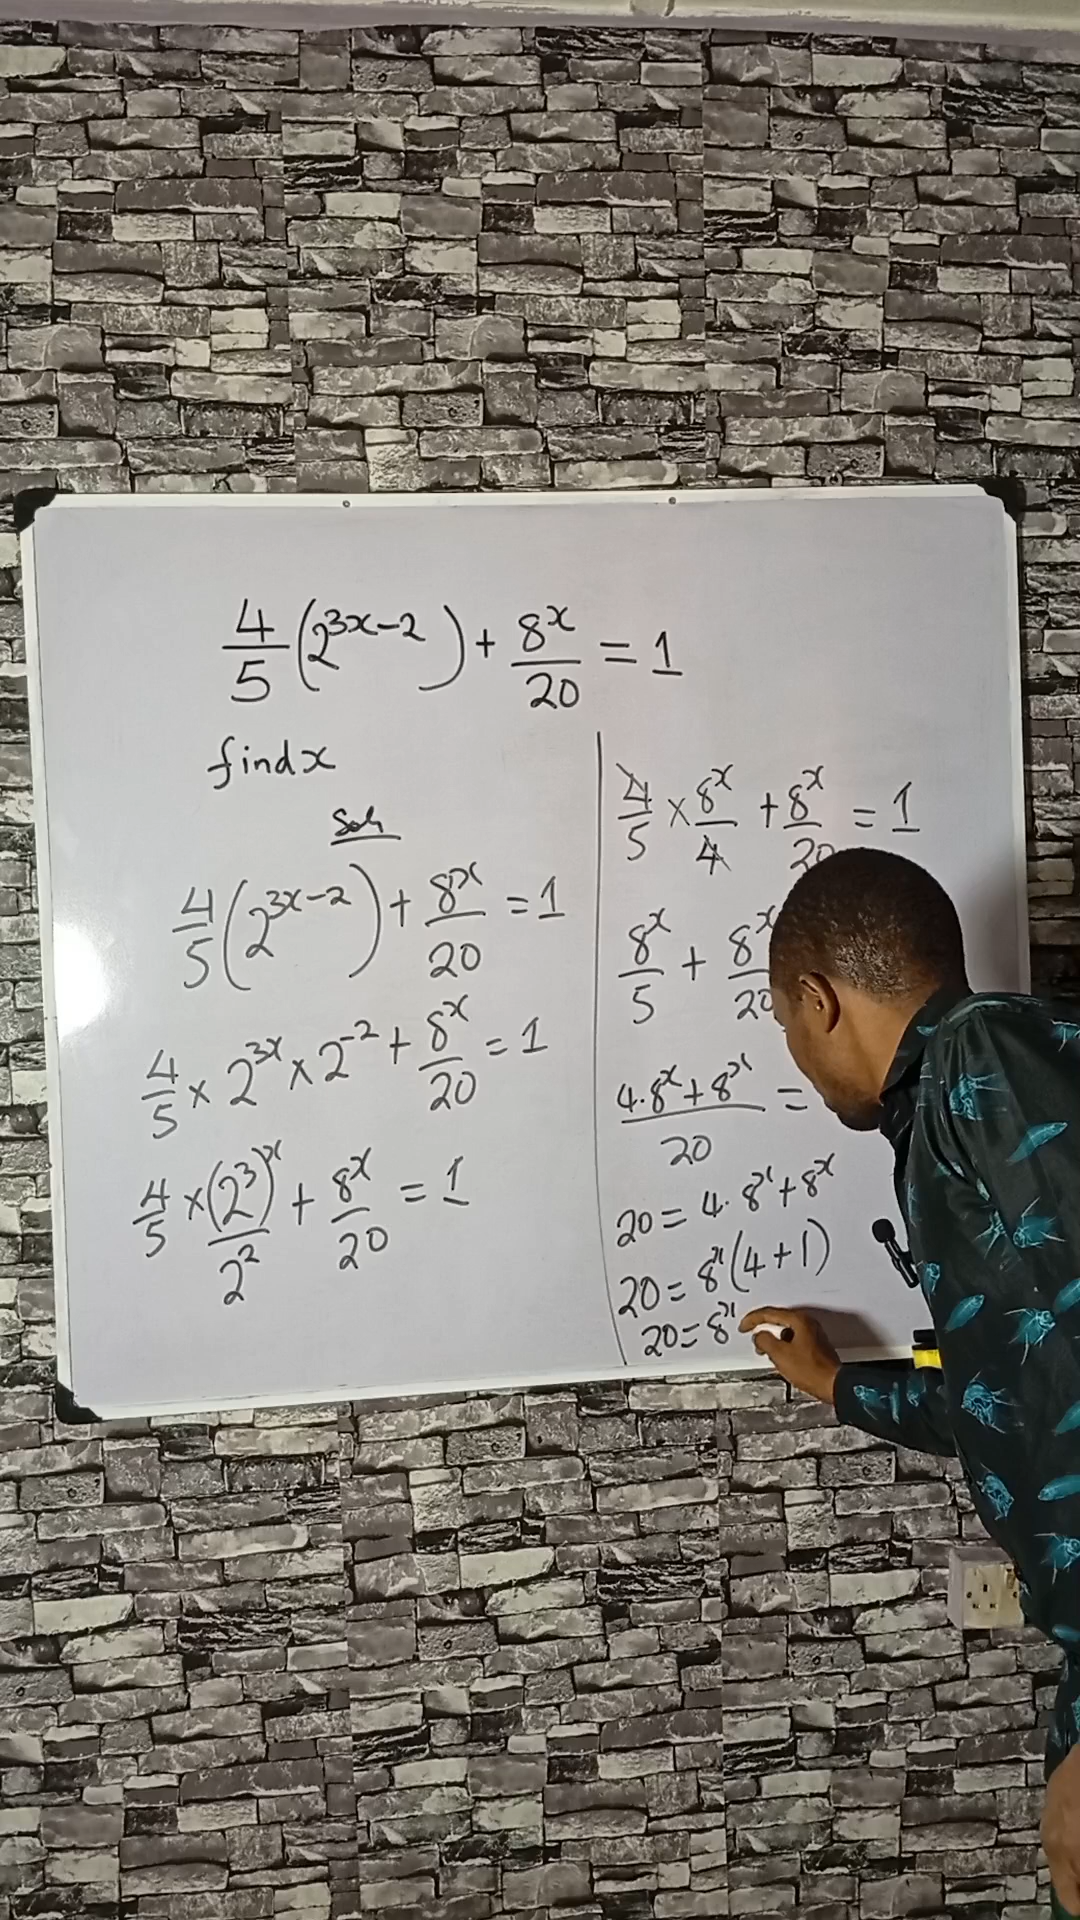 4/5 (2^(3x-2)) + 8^x/20 = 1
find x
Soln
4/5 (2^(3x-2)) + 8^x/20 = 1
4/5 × 2^(3x) × 2^(-2) + 8^x/20 = 1
4/5 × (2^3)^x/2^2 + 8^x/20 = 1
4/5 × 8^x/4 + 8^x/20 = 1
8^x/5 + 8^x/20
(4·8^x + 8^x)/20 =
20 = 4·8^x + 8^x
20 = 8^x(4+1)
20 = 8^x